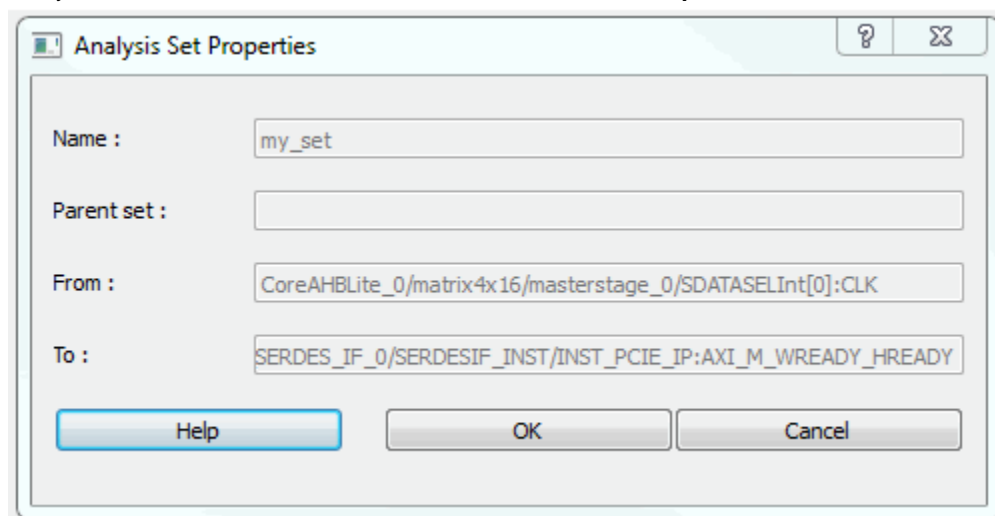 Analysis Set Properties
Name : my_set
Parent set :
From : CoreAHBLite_0/matrix4x16/masterstage_0/SDATASELInt[0]:CLK
To : SERDES_IF_0/SERDESIF_INST/INST_PCIE_IP:AXI_M_WREADY_HREADY
Help OK Cancel